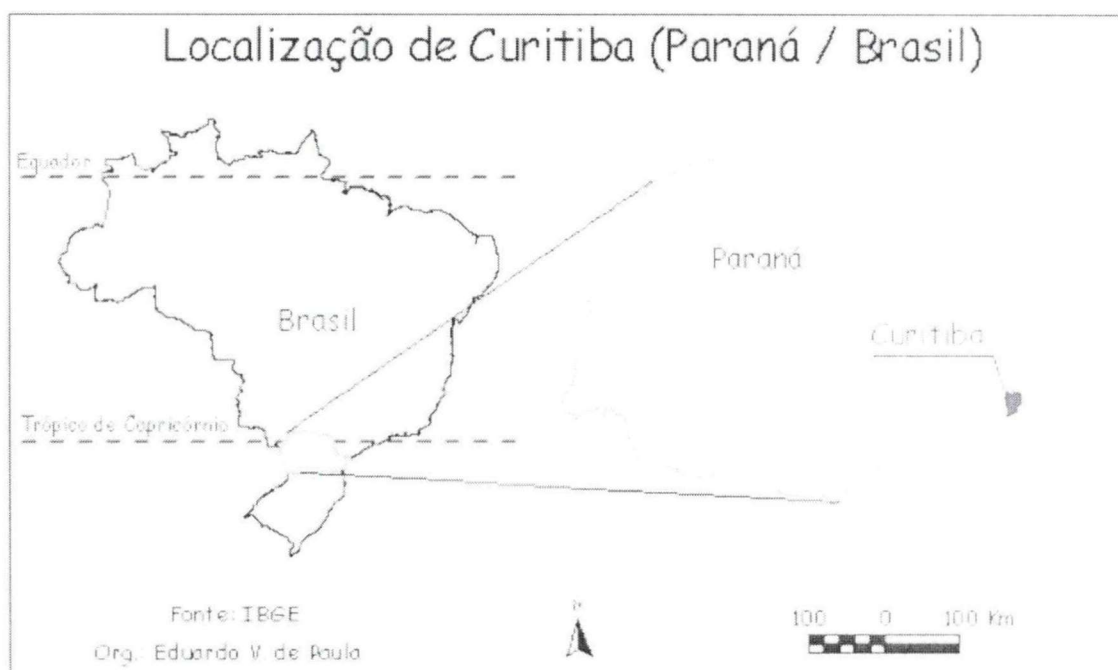 Localização de Curitiba (Paraná / Brasil)
Equador
Paraná
Brasil
Curitiba
Trópico de Capricórnio
Fonte: IBGE
N
100 0 100 Km
Org.: Eduardo V. de Paula